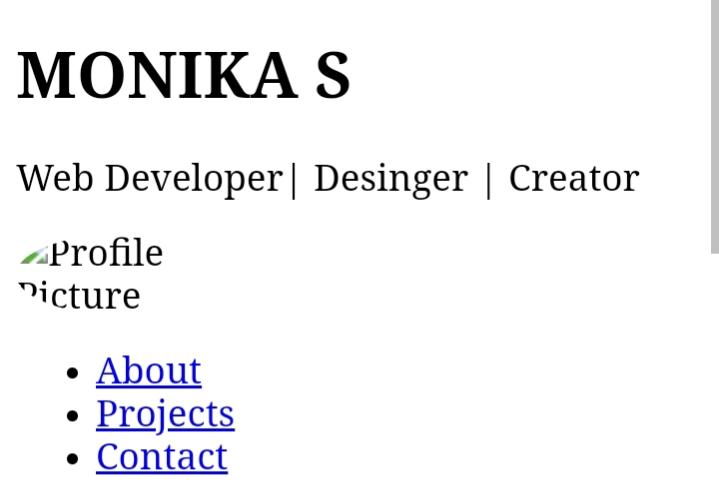 MONIKA S
Web Developer| Desinger | Creator
Profile
Picture
About
Projects
Contact